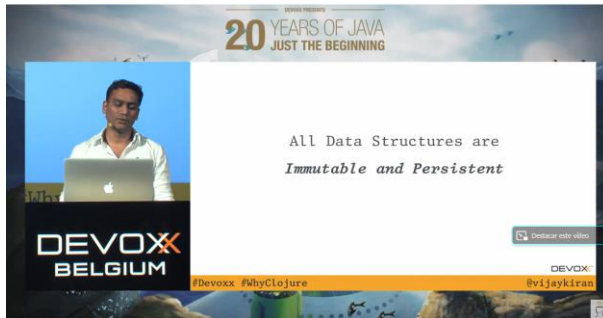 DEVOXX PRESENTS
20 YEARS OF JAVA
JUST THE BEGINNING
All Data Structures are
Immutable and Persistent
Why
Destacar este vídeo
DEVOXX
BELGIUM
DEVOXX
#Devoxx #WhyClojure
@vijaykiran